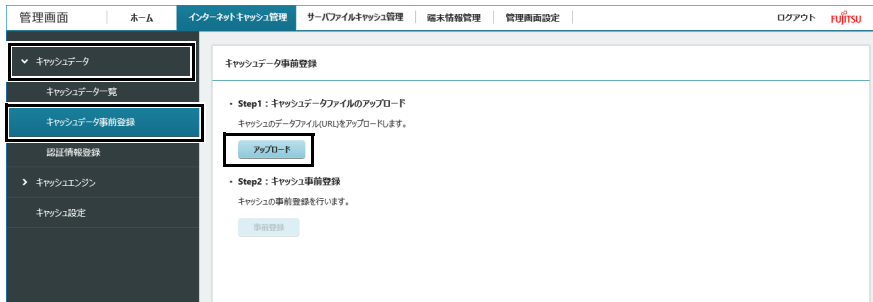 管理画面 ホーム インターネットキャッシュ管理 サーバファイルキャッシュ管理 端末情報管理 管理画面設定 ログアウト FUJITSU
キャッシュデータ
キャッシュデータ一覧
キャッシュデータ事前登録
認証情報登録
キャッシュエンジン
キャッシュ設定
キャッシュデータ事前登録
・ Step1：キャッシュデータファイルのアップロード
キャッシュのデータファイル(URL)をアップロードします。
アップロード
・ Step2：キャッシュ事前登録
キャッシュの事前登録を行います。
事前登録